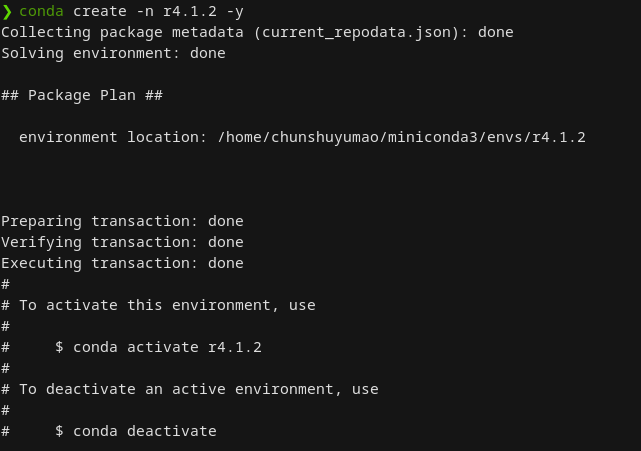 ❯ conda create -n r4.1.2 -y
Collecting package metadata (current_repodata.json): done
Solving environment: done
## Package Plan ##
environment location: /home/chunshuyumao/miniconda3/envs/r4.1.2
Preparing transaction: done
Verifying transaction: done
Executing transaction: done
#
# To activate this environment, use
#
#     $ conda activate r4.1.2
#
# To deactivate an active environment, use
#
#     $ conda deactivate